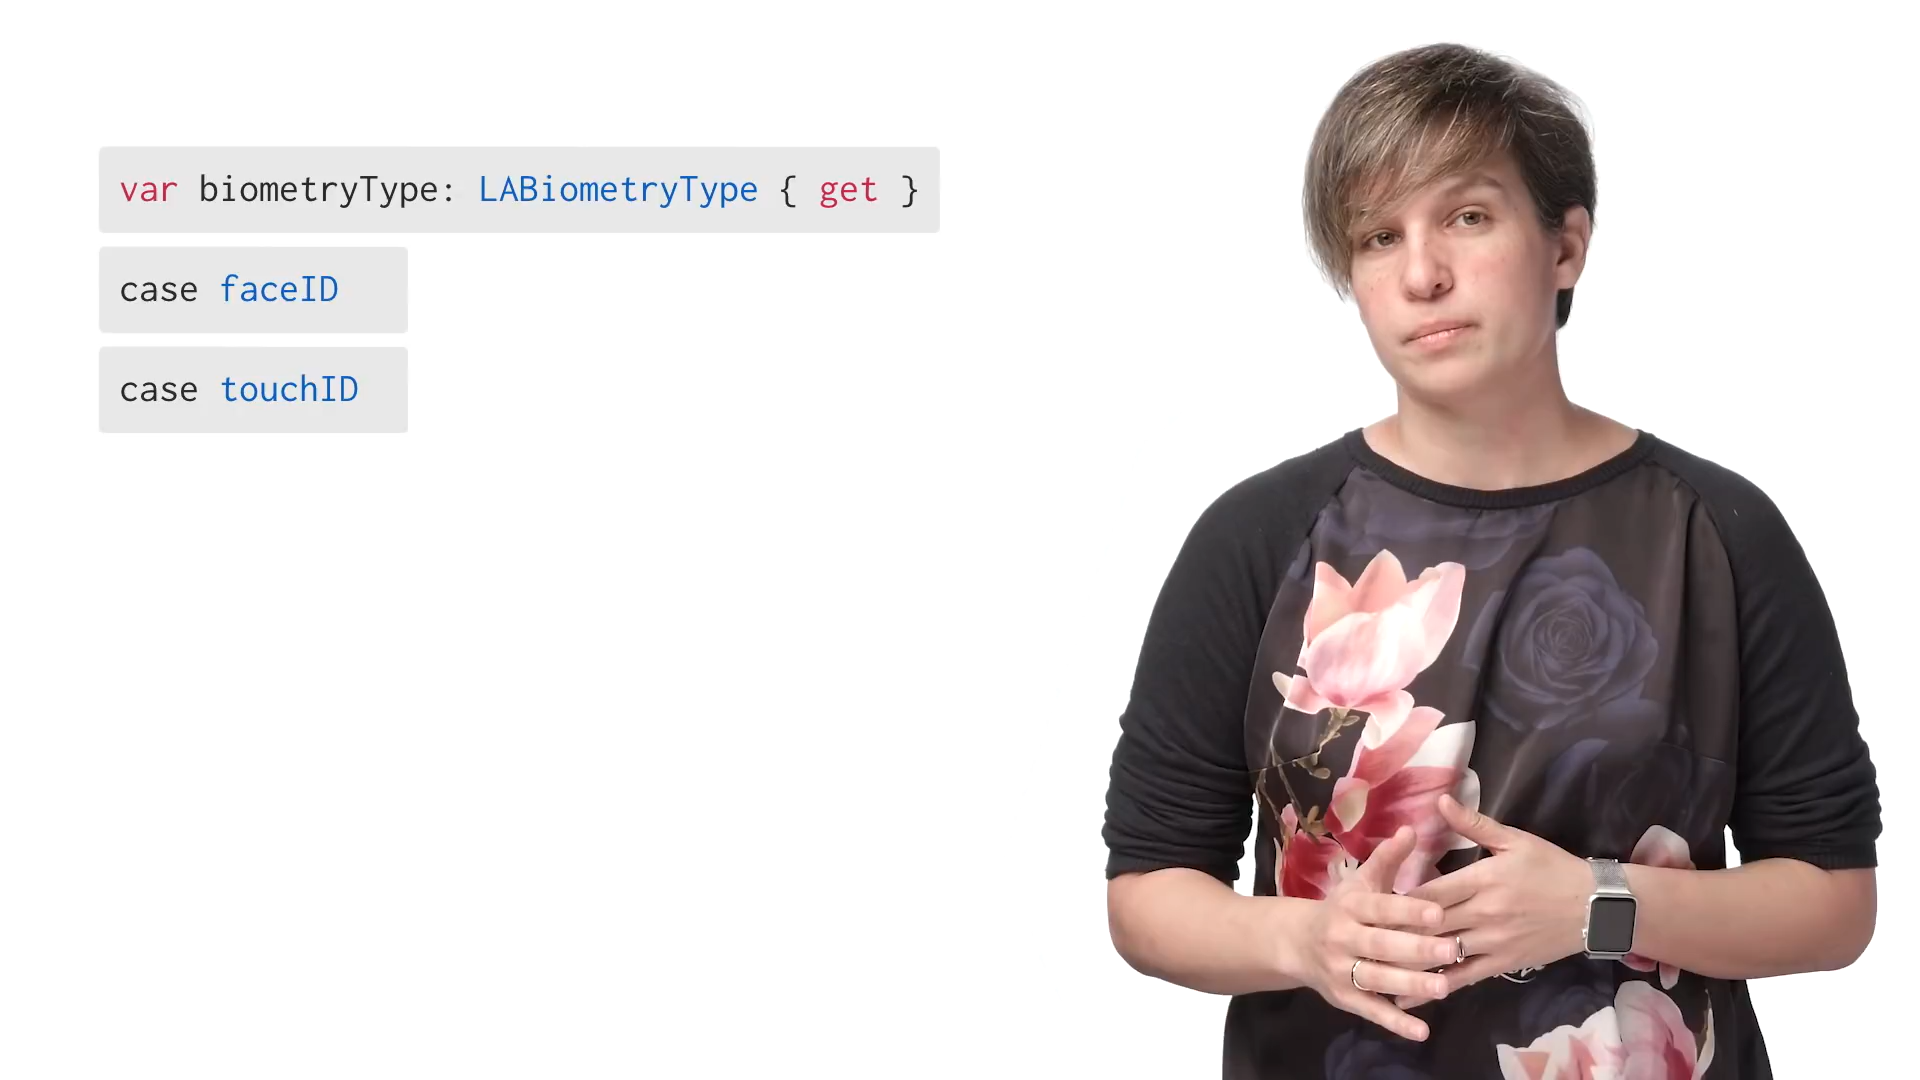 var biometryType: LABiometryType { get }
case faceID
case touchID